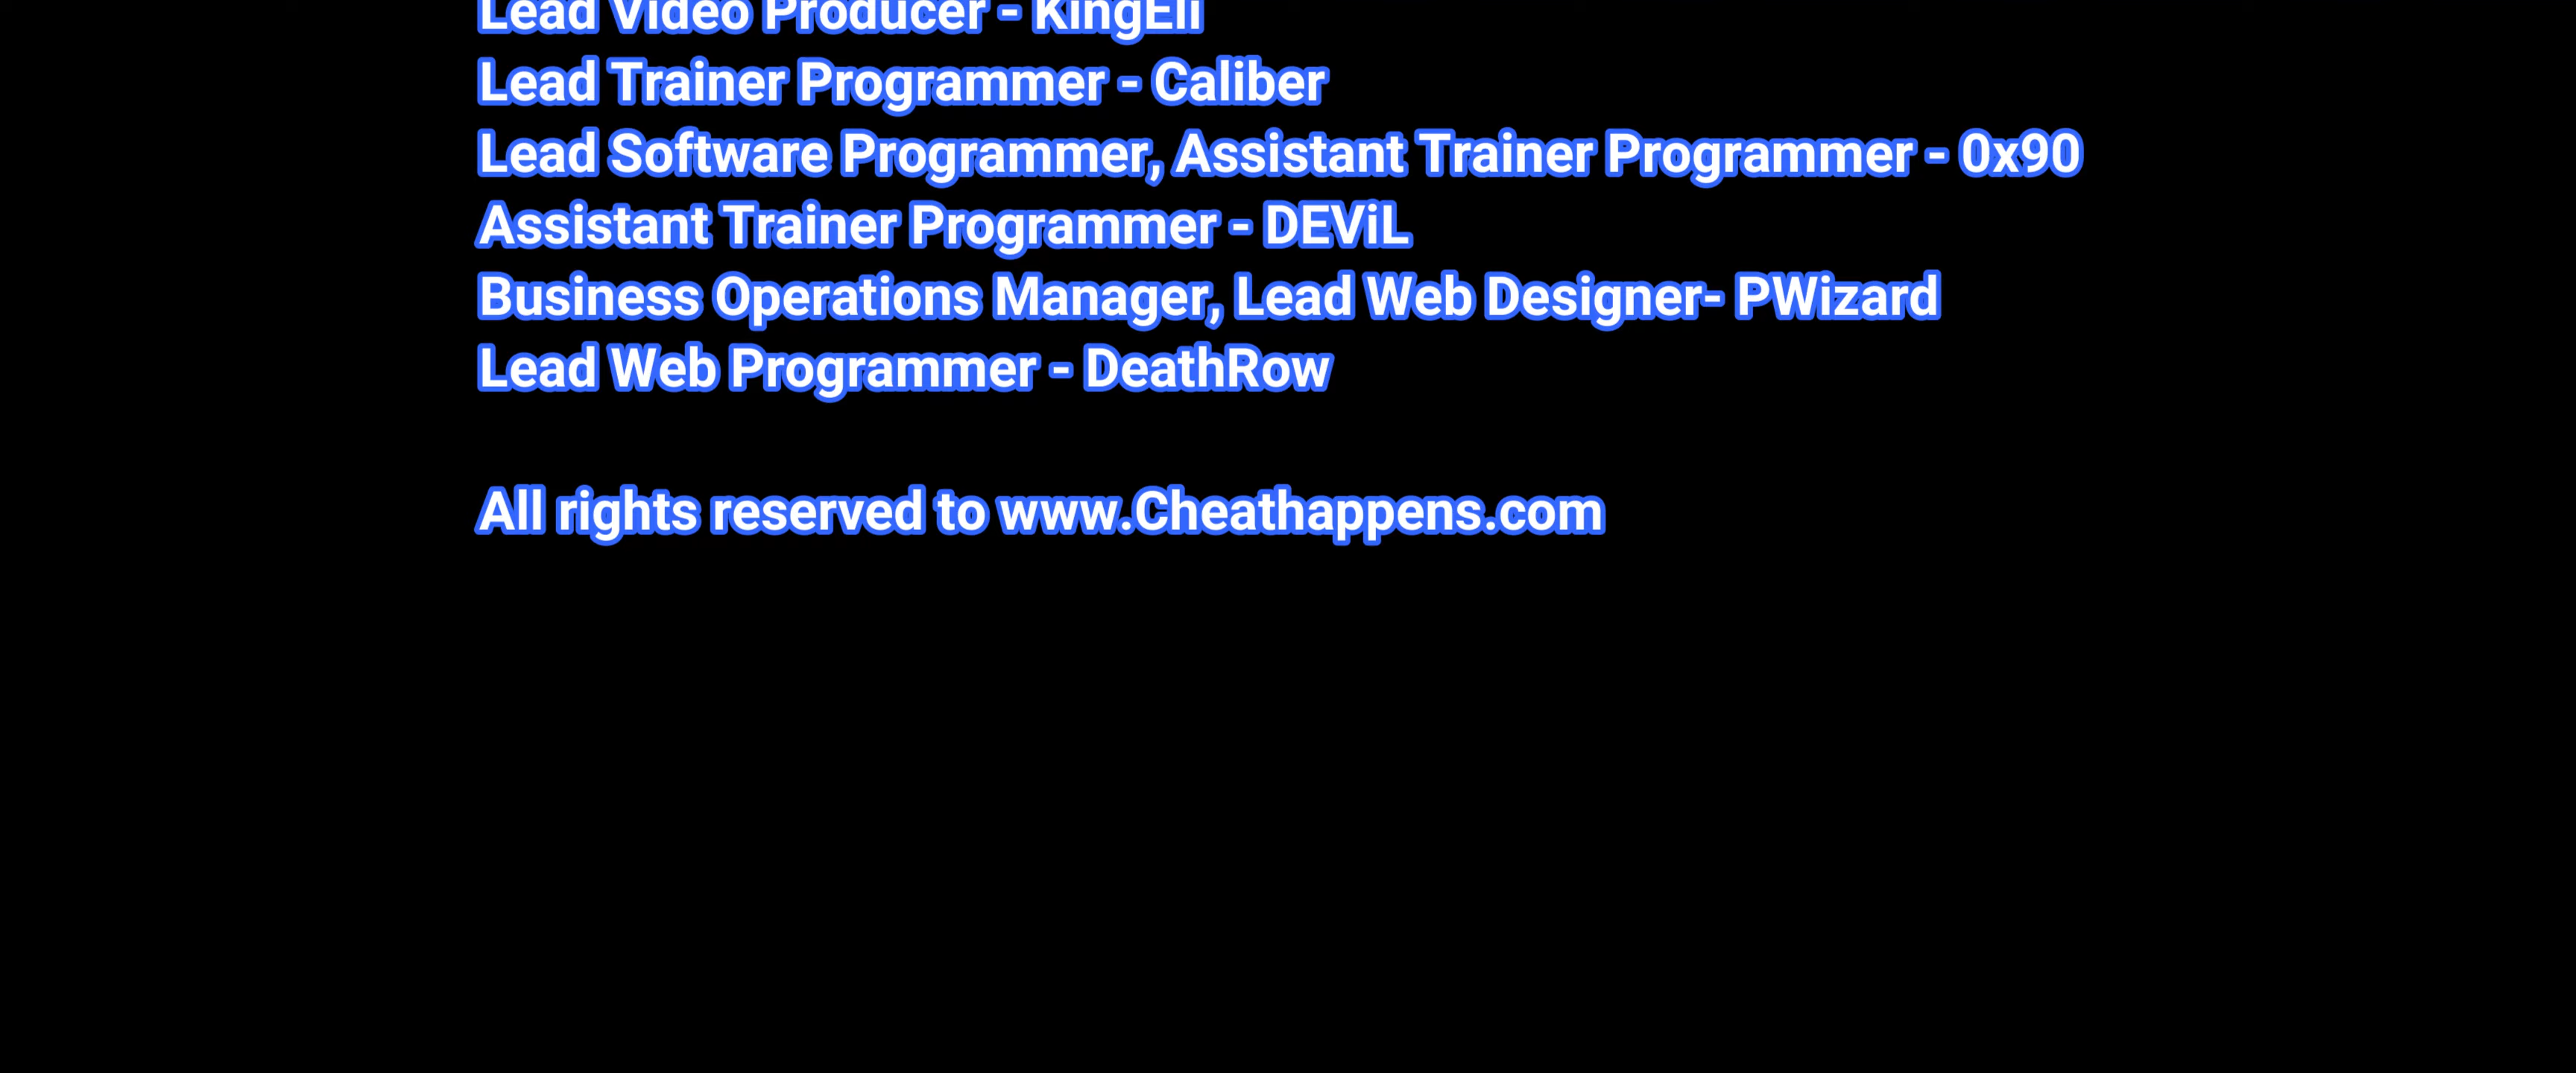 Lead Video Producer - KingEli
Lead Trainer Programmer - Caliber
Lead Software Programmer, Assistant Trainer Programmer - 0x90
Assistant Trainer Programmer - DEViL
Business Operations Manager, Lead Web Designer- PWizard
Lead Web Programmer - DeathRow
All rights reserved to www.Cheathappens.com